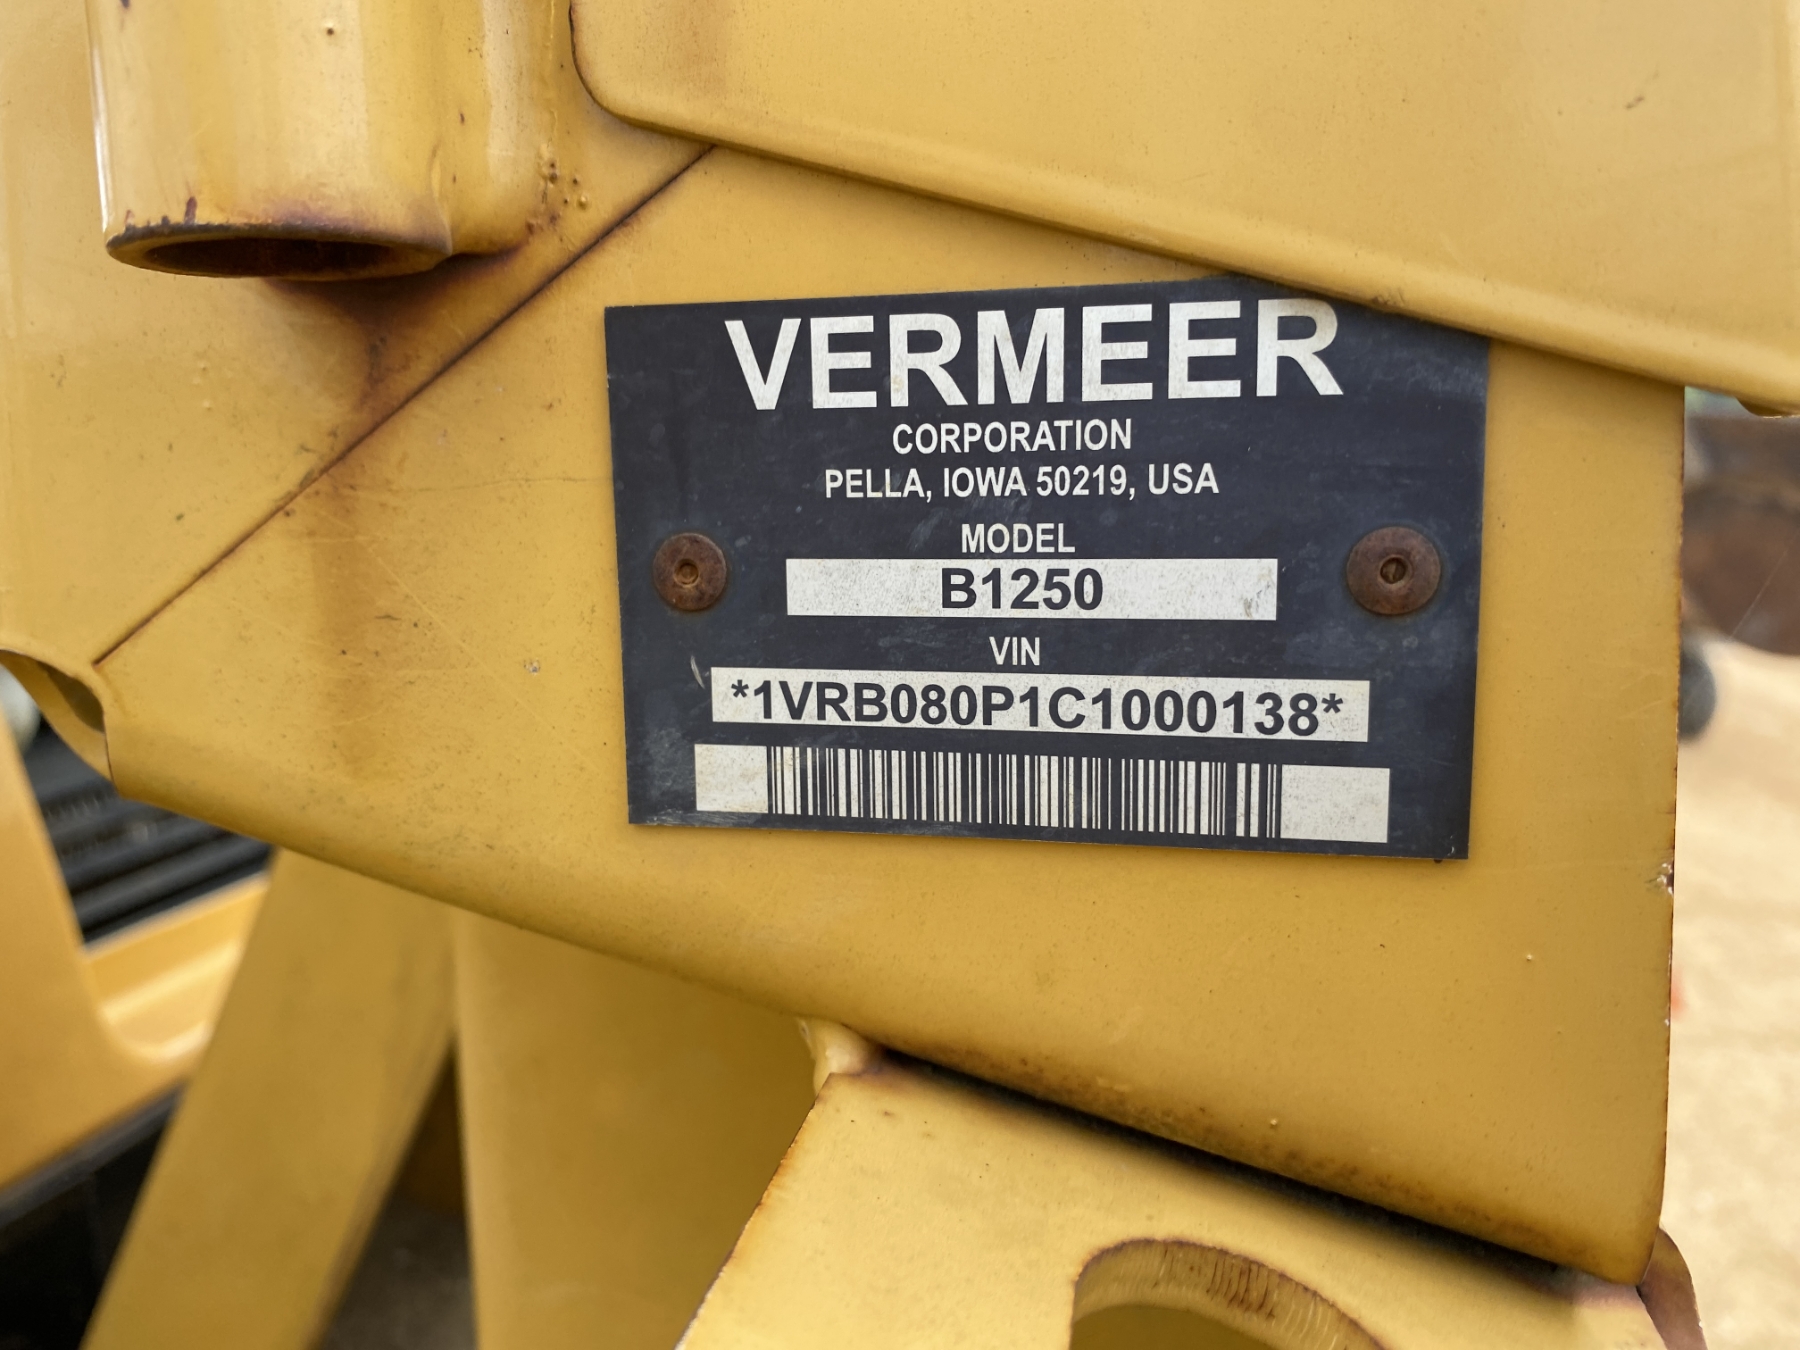 VERMEER
CORPORATION
PELLA, IOWA 50219, USA
MODEL
B1250
VIN
*1VRB080P1C1000138*